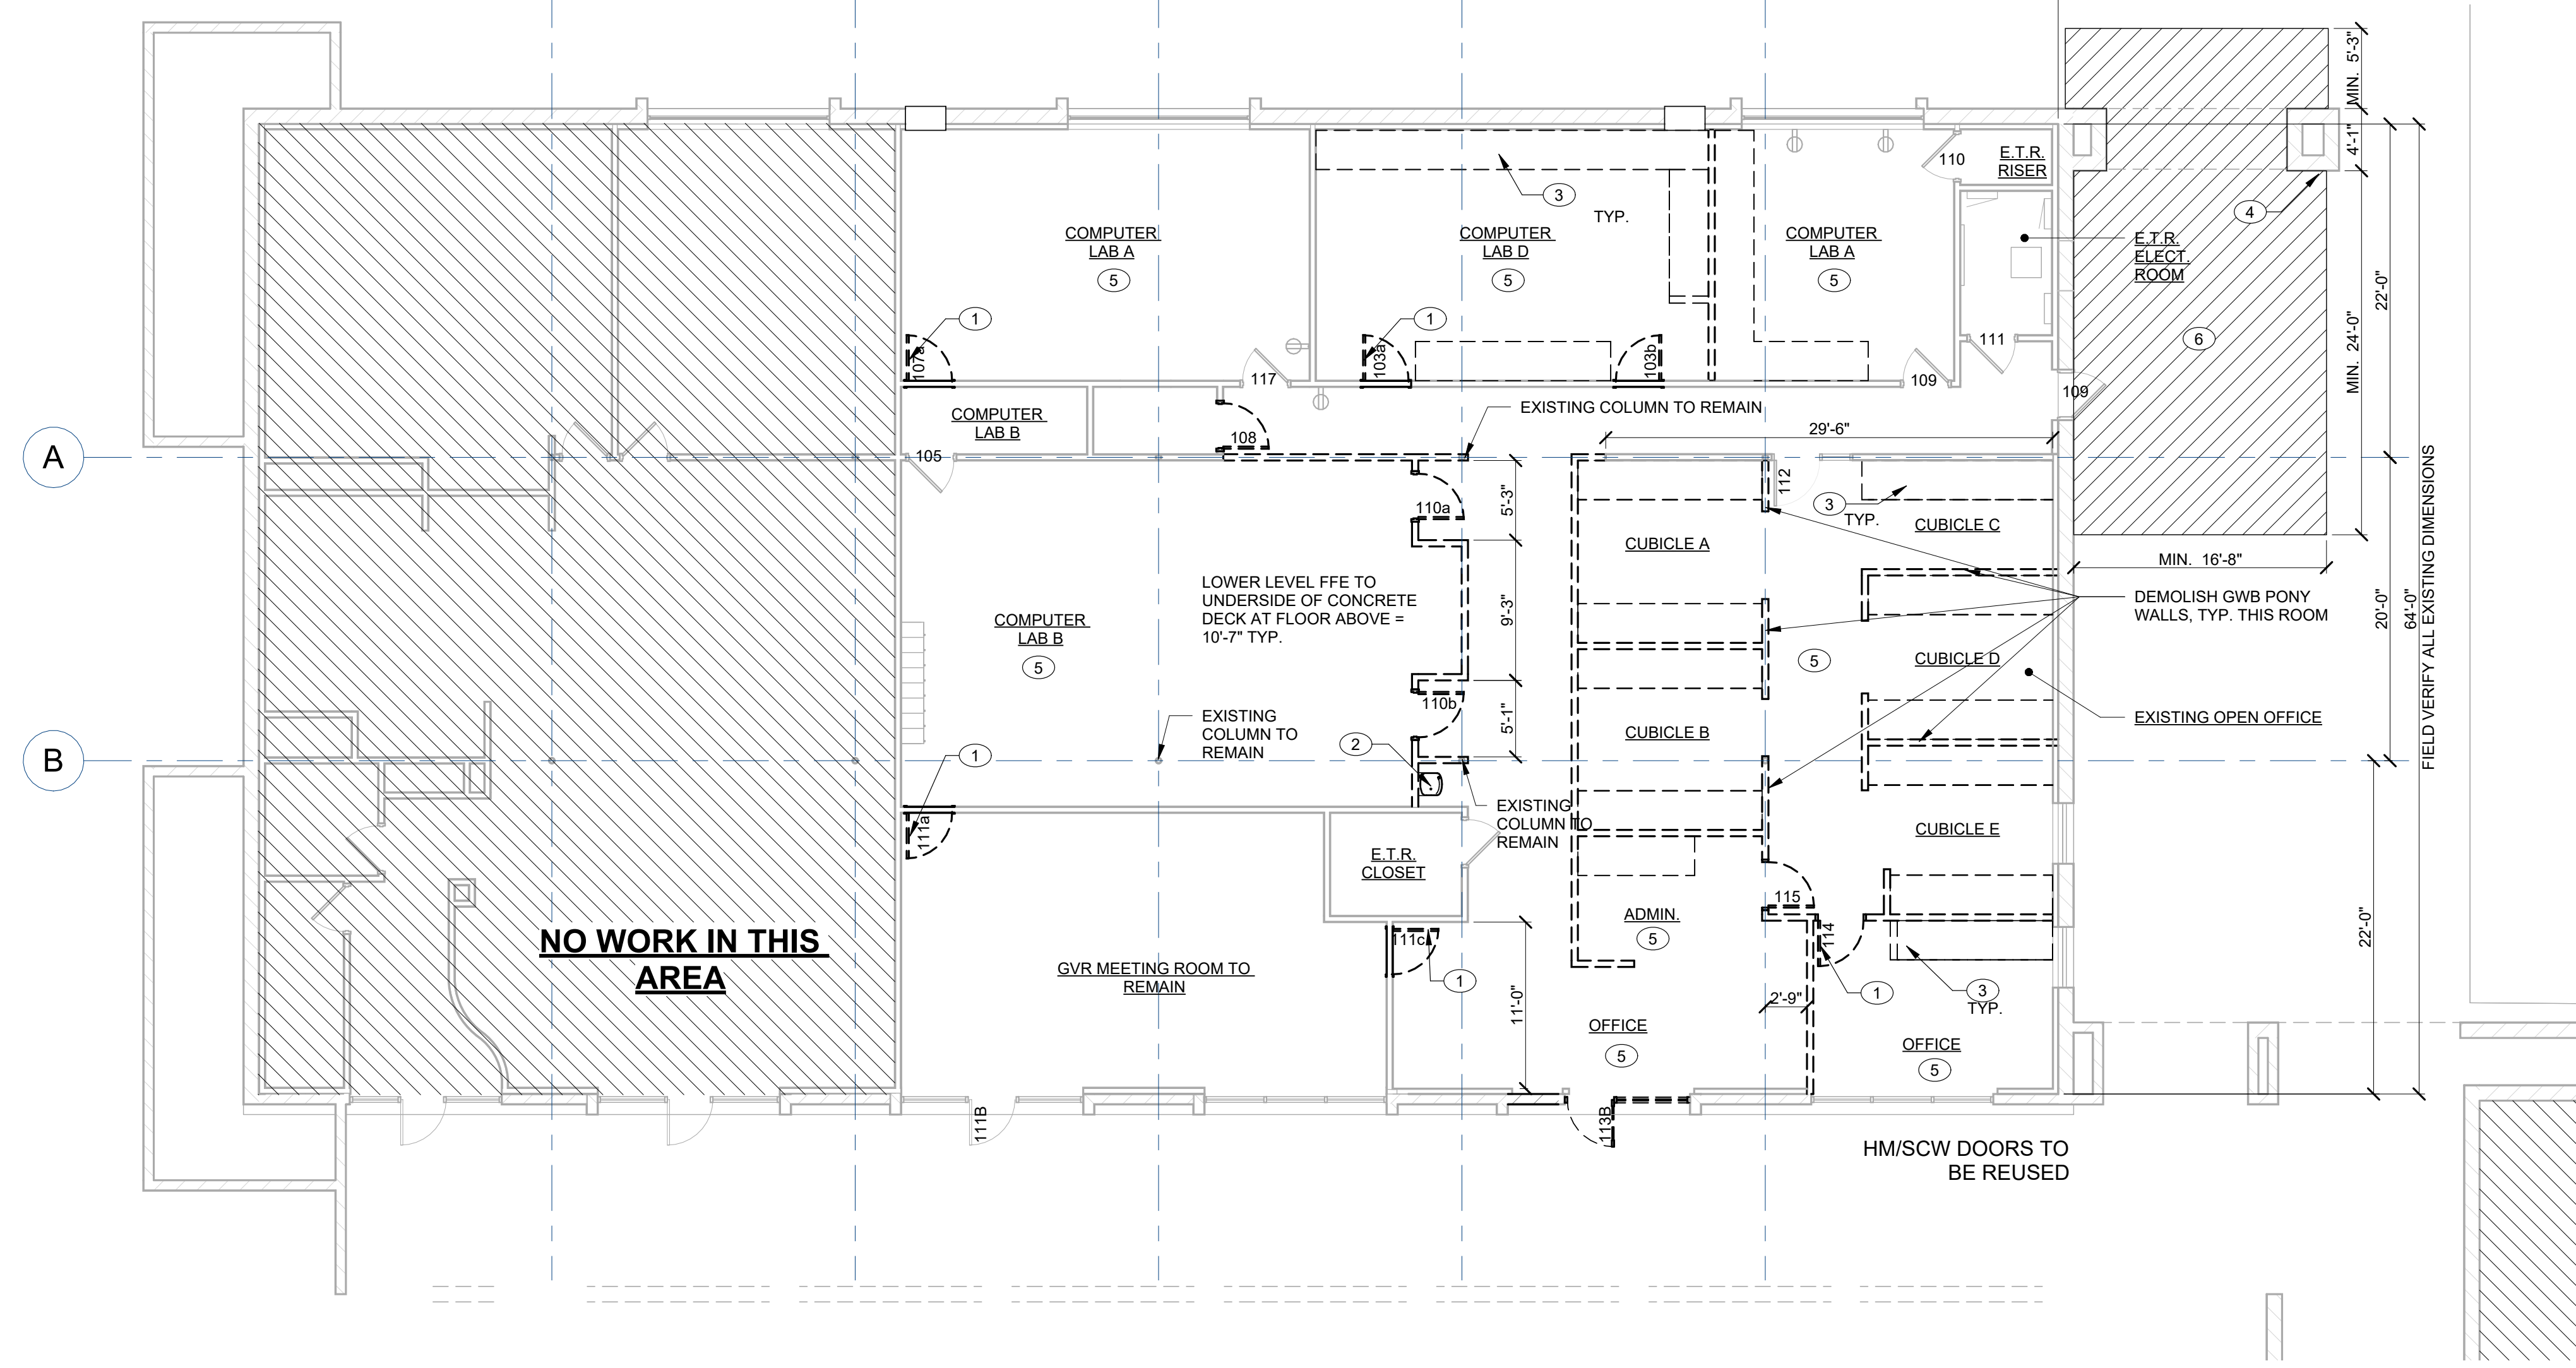 MIN. 5'-3"
4'-1"
22'-0"
MIN. 24'-0"
20'-0"
64'-0"
FIELD VERIFY ALL EXISTING DIMENSIONS
22'-0"
110
E.T.R.
RISER
3
TYP.
4
COMPUTER
LAB A
5
COMPUTER
LAB D
5
COMPUTER
LAB A
5
E.T.R.
ELECT.
ROOM
6
1
107a
1
103a
103b
111
117
109
109
COMPUTER
LAB B
108
EXISTING COLUMN TO REMAIN
29'-6"
A
105
110a
5'-3"
112
3
TYP.
CUBICLE C
CUBICLE A
MIN. 16'-8"
LOWER LEVEL FFE TO
UNDERSIDE OF CONCRETE
DECK AT FLOOR ABOVE =
10'-7" TYP.
9'-3"
DEMOLISH GWB PONY
WALLS, TYP. THIS ROOM
COMPUTER
LAB B
5
5
CUBICLE D
110b
5'-1"
EXISTING
COLUMN TO
REMAIN
CUBICLE B
EXISTING OPEN OFFICE
B
1
2
EXISTING
COLUMN TO
REMAIN
111a
CUBICLE E
E.T.R.
CLOSET
115
ADMIN.
5
114
NO WORK IN THIS
AREA
111c
1
GVR MEETING ROOM TO
REMAIN
11'-0"
2'-9"
1
3
TYP.
OFFICE
5
OFFICE
5
111B
113B
HM/SCW DOORS TO
BE REUSED